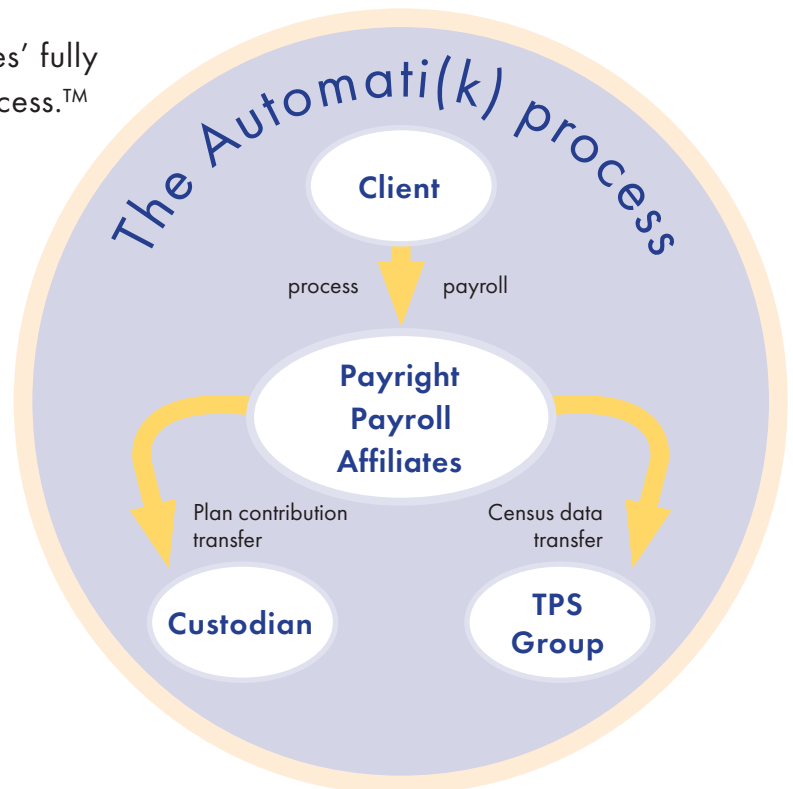 es’ fully
cess.™
The Automati(k) process
Client
process payroll
Payright
Payroll
Affiliates
Plan contribution
transfer
Census data
transfer
Custodian
TPS
Group